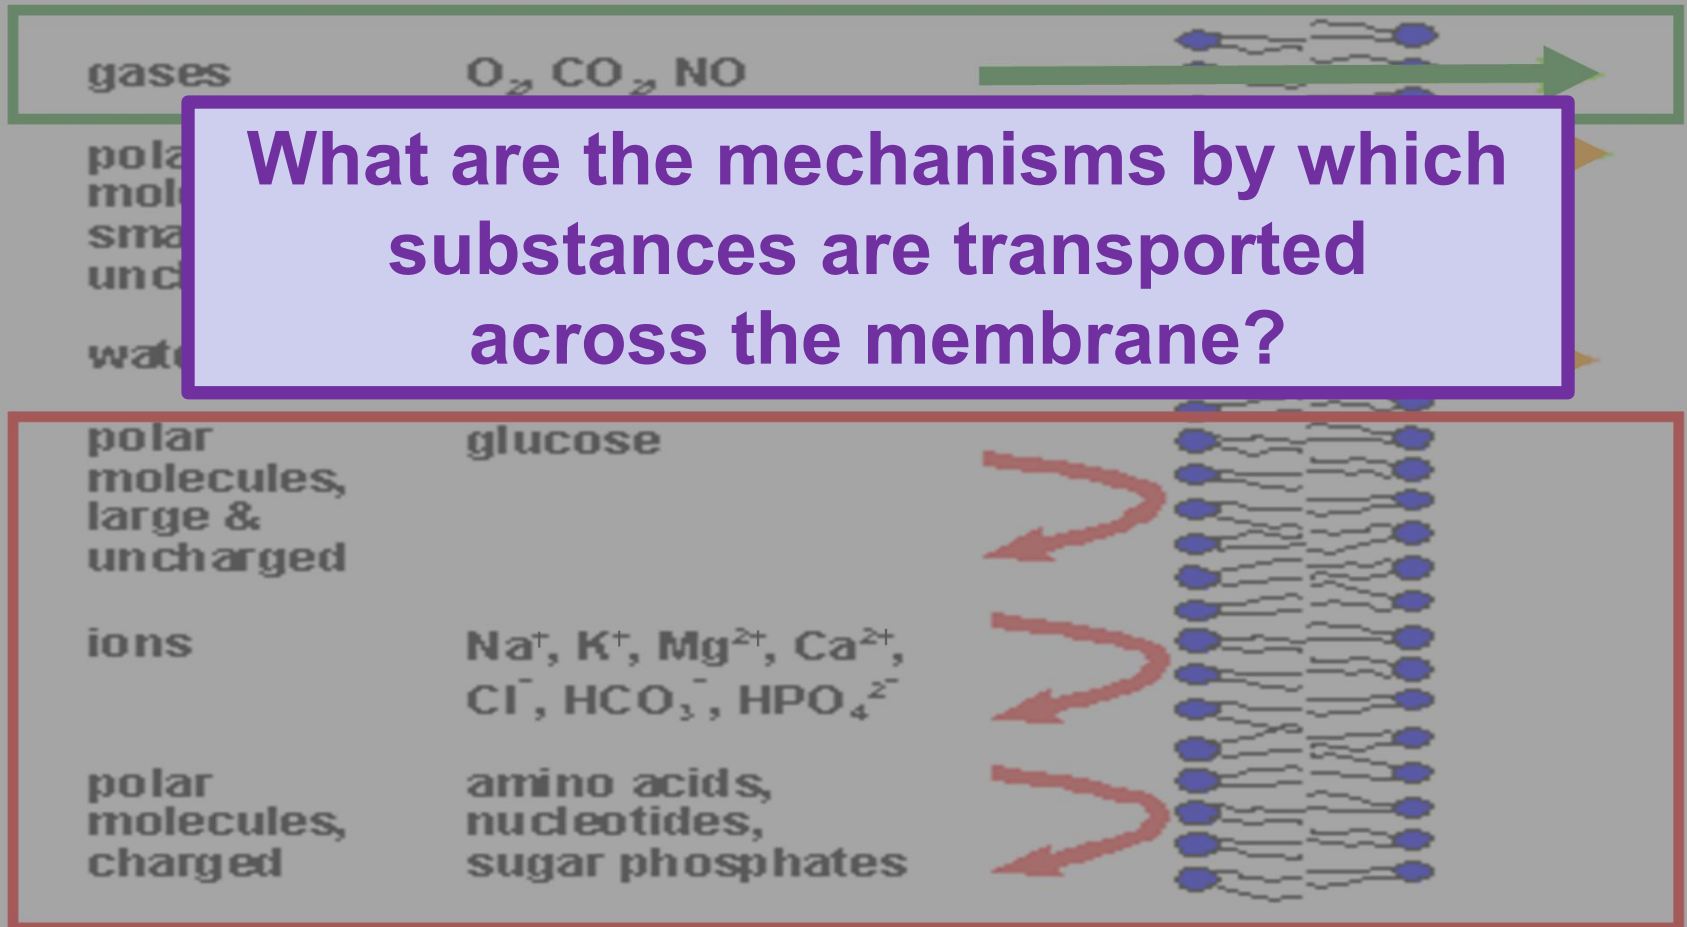 gases O₂, CO₂, NO
What are the mechanisms by which
substances are transported
across the membrane?
polar glucose
molecules,
large &
uncharged
ions Na⁺, K⁺, Mg²⁺, Ca²⁺,
Cl⁻, HCO₃⁻, HPO₄²⁻
polar amino acids,
molecules, nucleotides,
charged sugar phosphates